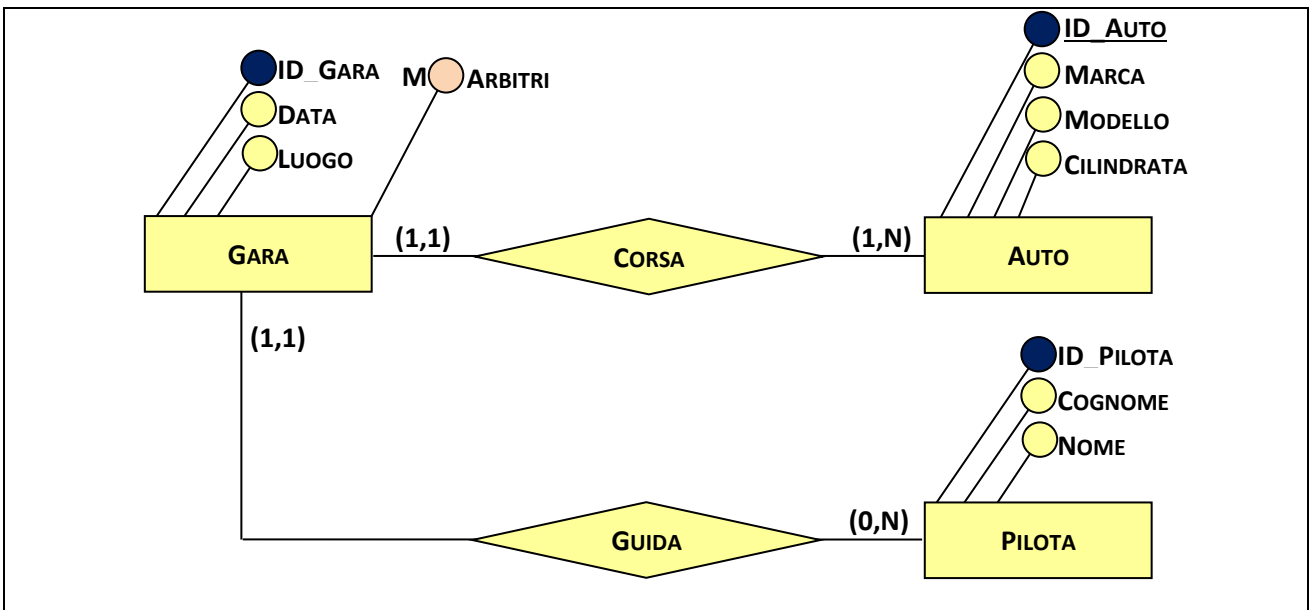 ID_AUTO
ID_GARA
M ARBITRI
MARCA
DATA
MODELLO
LUOGO
CILINDRATA
GARA
(1,1)
CORSA
(1,N)
AUTO
(1,1)
ID_PILOTA
COGNOME
NOME
GUIDA
(0,N)
PILOTA